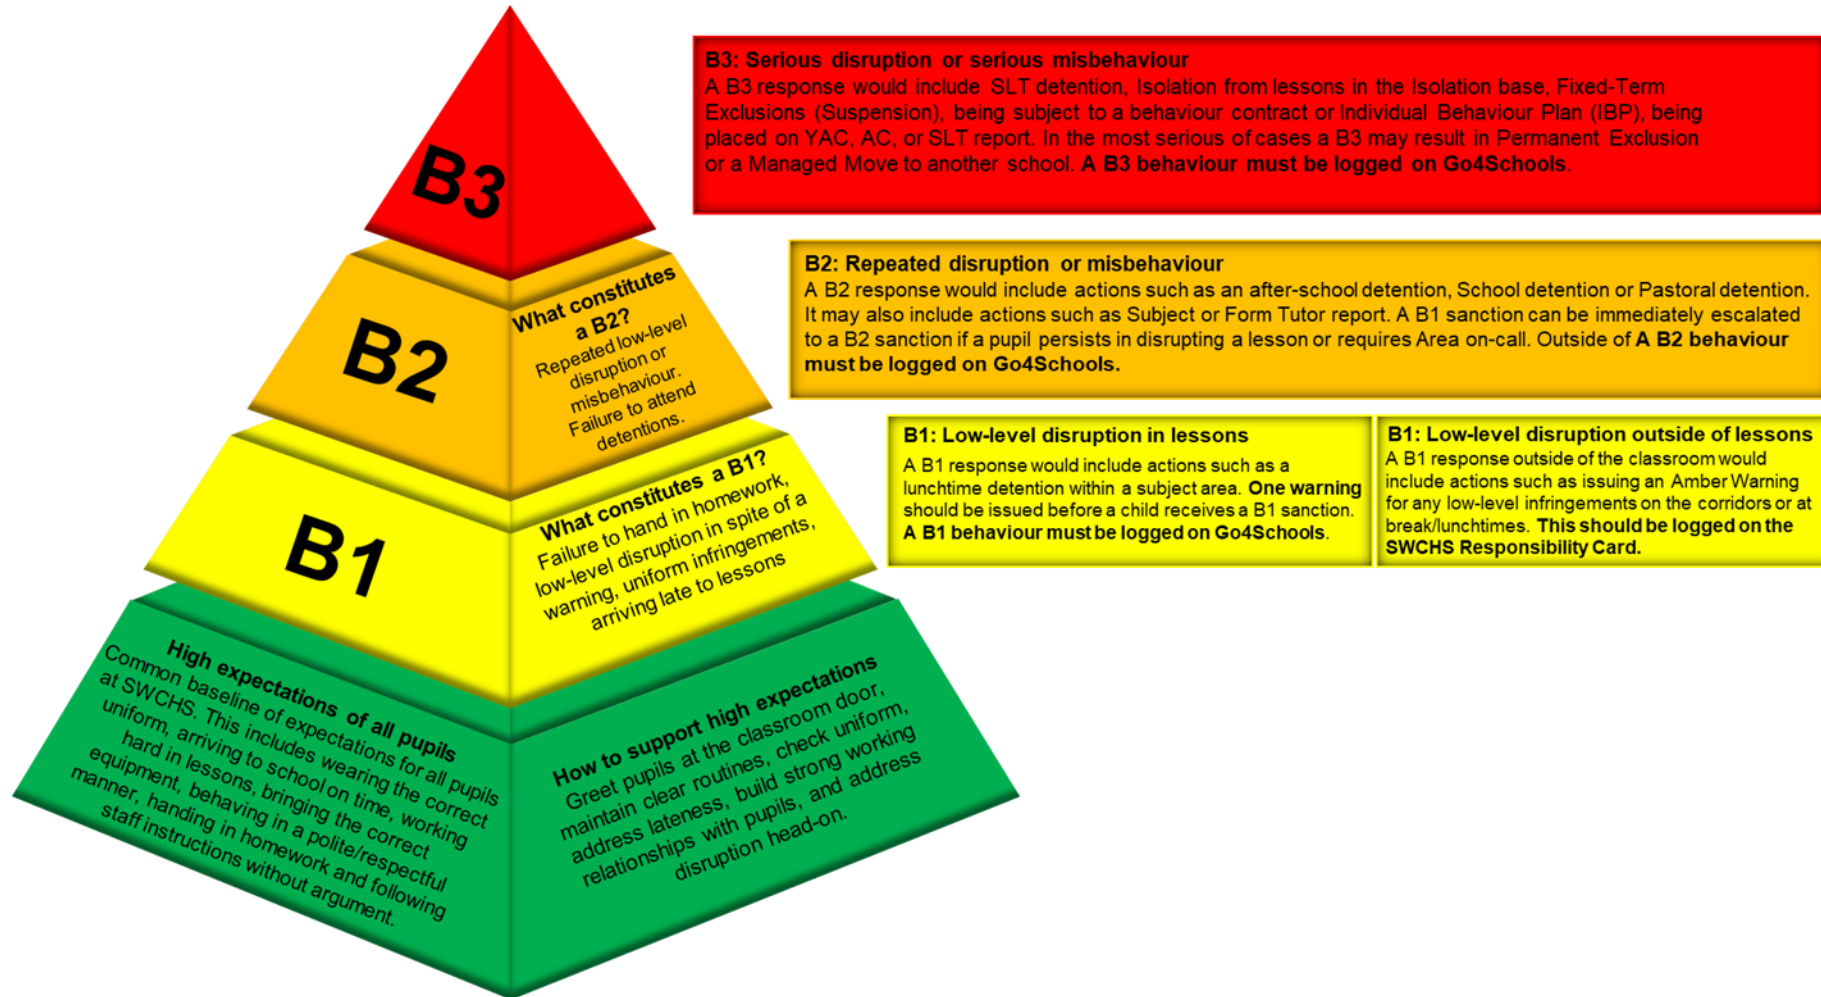 B3
B3: Serious disruption or serious misbehaviour
A B3 response would include SLT detention, Isolation from lessons in the Isolation base, Fixed-Term
Exclusions (Suspension), being subject to a behaviour contract or Individual Behaviour Plan (IBP), being
placed on YAC, AC, or SLT report. In the most serious of cases a B3 may result in Permanent Exclusion
or a Managed Move to another school. A B3 behaviour must be logged on Go4Schools.
B2
What constitutes
a B2?
Repeated low-level
disruption or
misbehaviour.
Failure to attend
detentions.
B2: Repeated disruption or misbehaviour
A B2 response would include actions such as an after-school detention, School detention or Pastoral detention.
It may also include actions such as Subject or Form Tutor report. A B1 sanction can be immediately escalated
to a B2 sanction if a pupil persists in disrupting a lesson or requires Area on-call. Outside of A B2 behaviour
must be logged on Go4Schools.
B1
What constitutes a B1?
Failure to hand in homework,
low-level disruption in spite of a
warning, uniform infringements,
arriving late to lessons
B1: Low-level disruption in lessons
A B1 response would include actions such as a
lunchtime detention within a subject area. One warning
should be issued before a child receives a B1 sanction.
A B1 behaviour must be logged on Go4Schools.
B1: Low-level disruption outside of lessons
A B1 response outside of the classroom would
include actions such as issuing an Amber Warning
for any low-level infringements on the corridors or at
break/lunchtimes. This should be logged on the
SWCHS Responsibility Card.
High expectations of all pupils
Common baseline of expectations for all pupils
at SWCHS. This includes wearing the correct
uniform, arriving to school on time, working
hard in lessons, bringing the correct
equipment, behaving in a polite/respectful
manner, handing in homework and following
staff instructions without argument.
How to support high expectations
Greet pupils at the classroom door,
maintain clear routines, check uniform,
address lateness, build strong working
relationships with pupils, and address
disruption head-on.